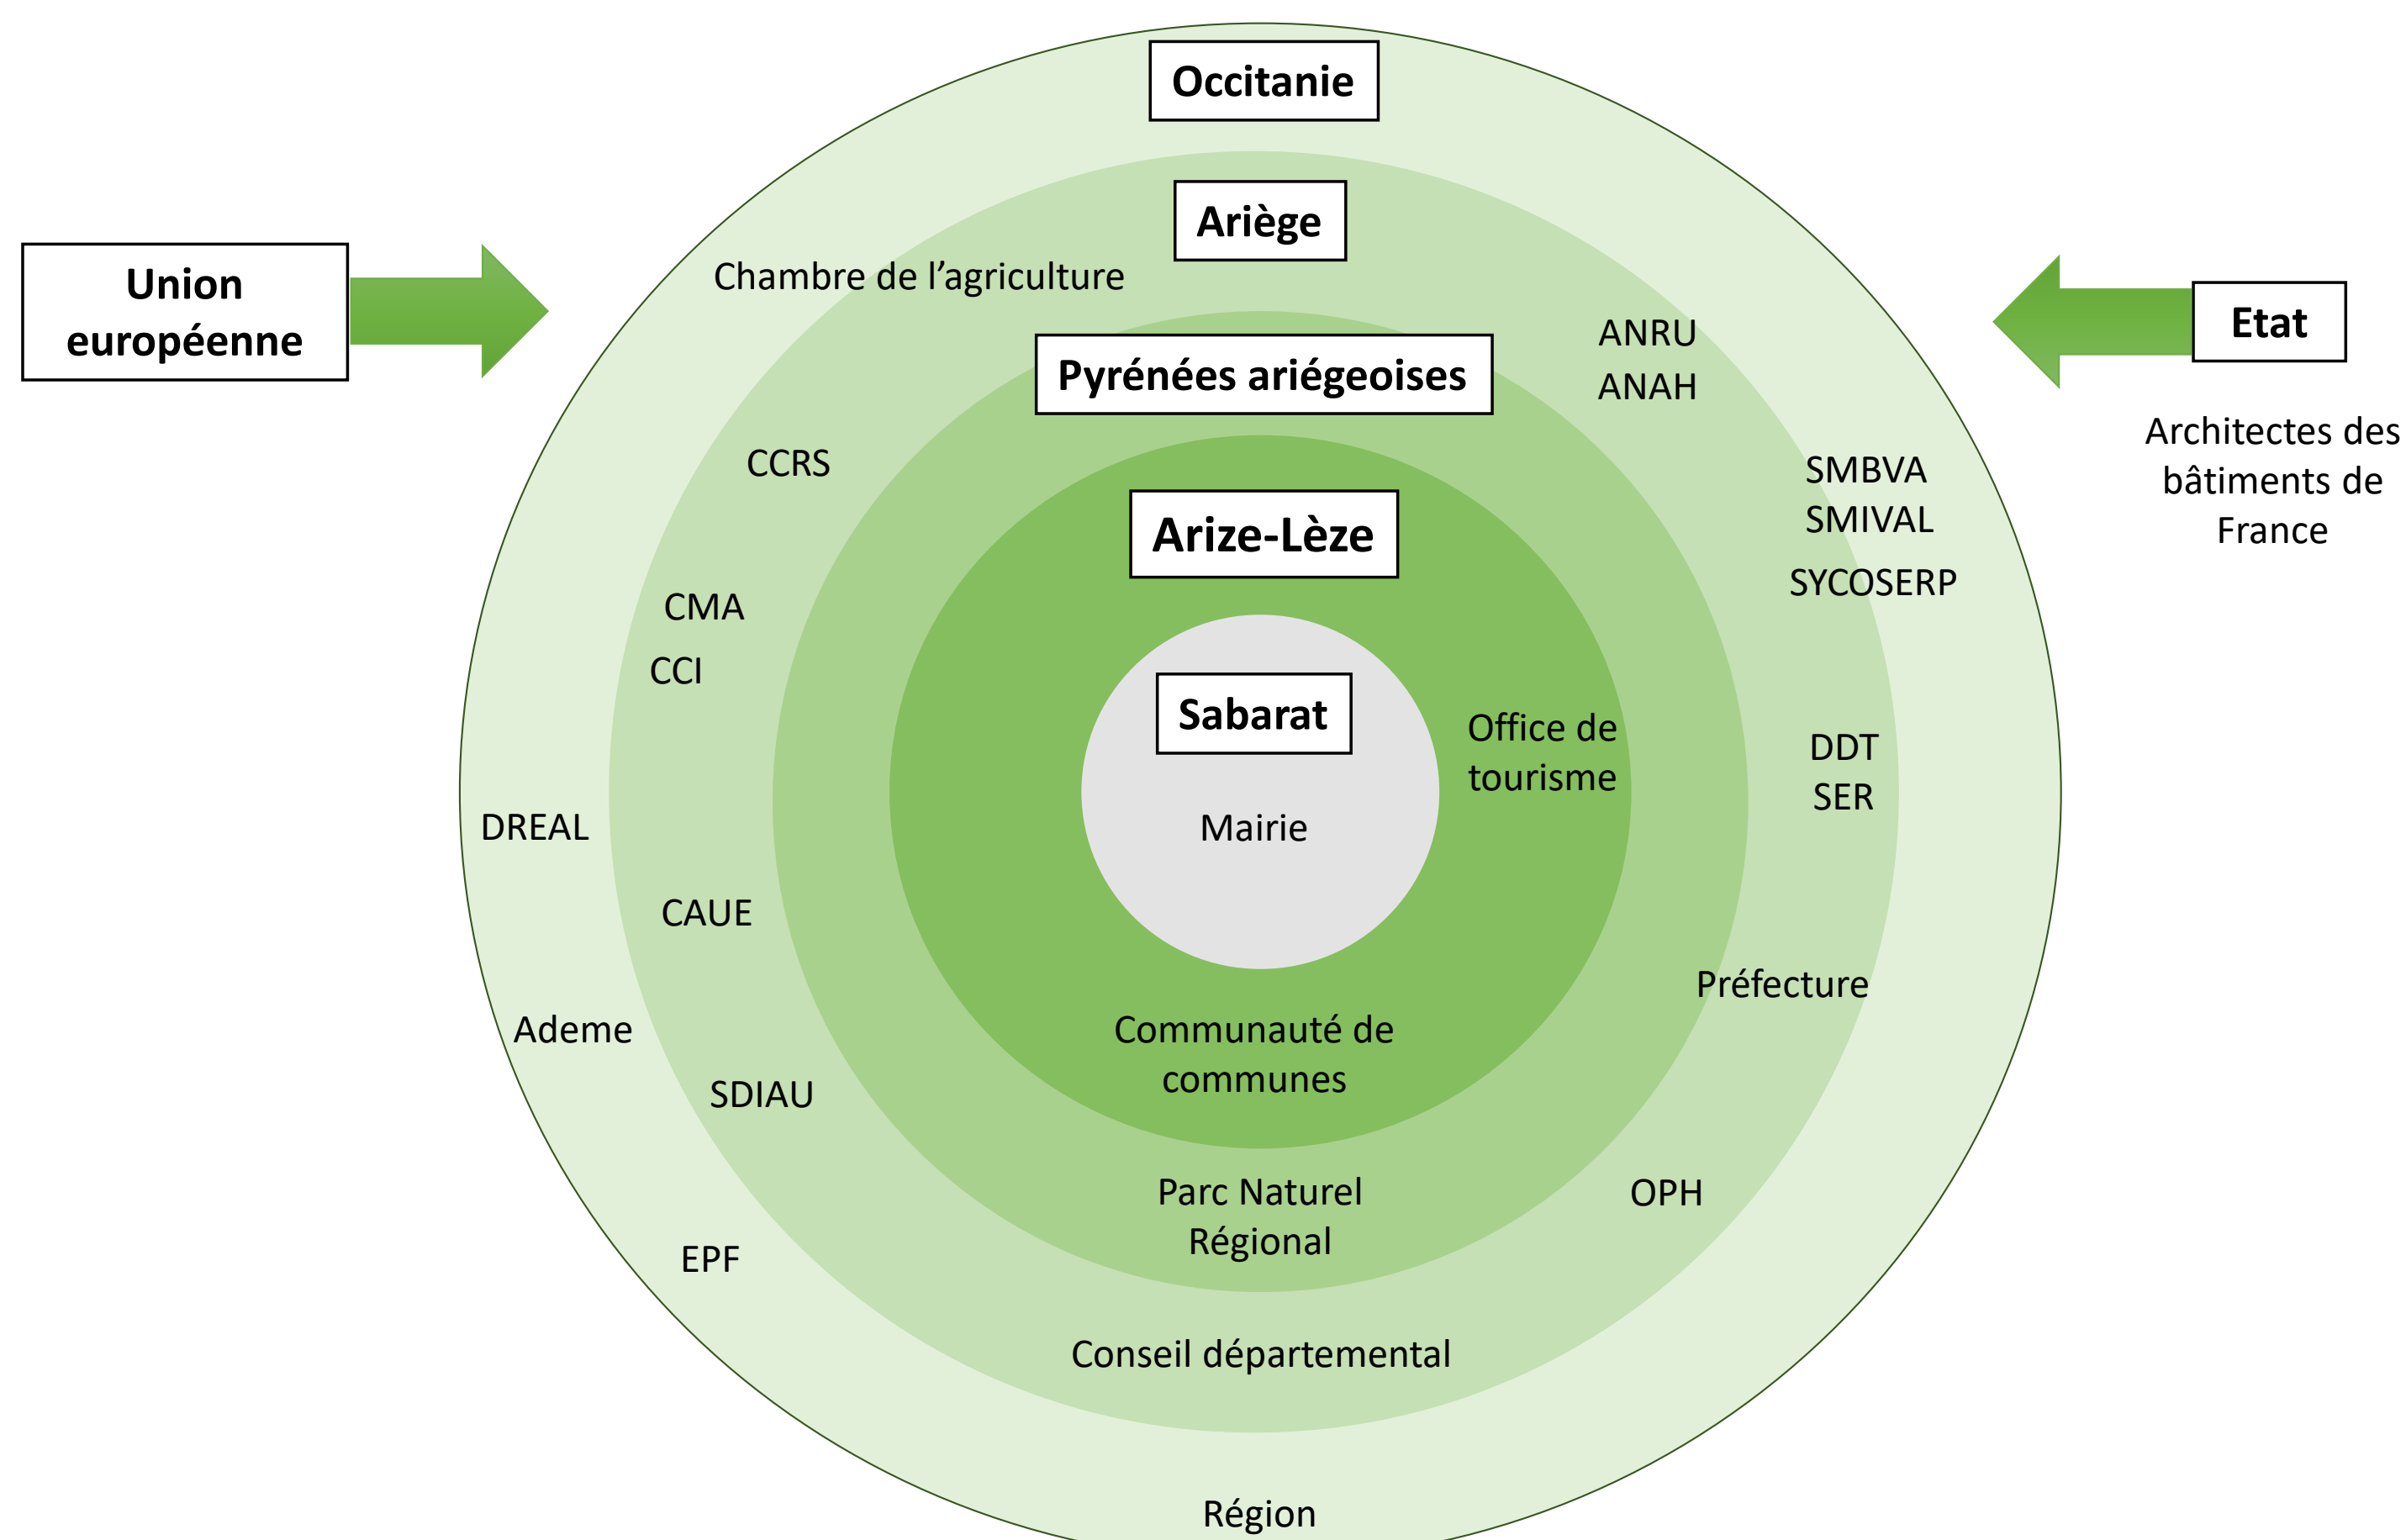 Occitanie
Ariège
Union
européenne
Chambre de l’agriculture
Etat
ANRU
Pyrénées ariégeoises
ANAH
Architectes des
bâtiments de
France
CCRS
SMBVA
SMIVAL
Arize-Lèze
SYCOSERP
CMA
CCI
Sabarat
Office de
tourisme
DDT
SER
DREAL
Mairie
CAUE
Préfecture
Ademe
Communauté de
communes
SDIAU
Parc Naturel
Régional
OPH
EPF
Conseil départemental
Région